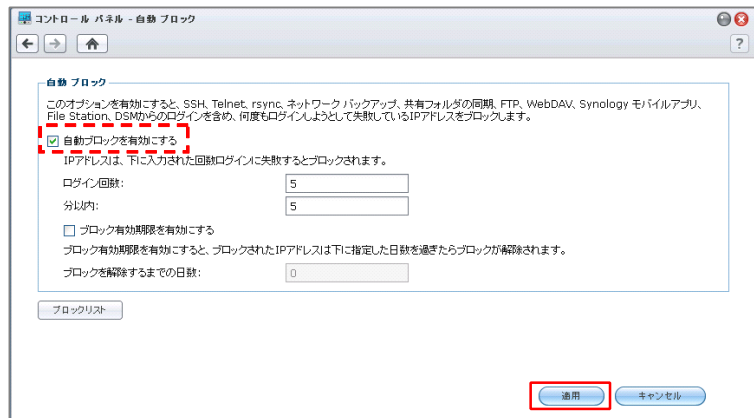 コントロール パネル - 自動 ブロック
?
自動 ブロック
このオプションを有効にすると、SSH、Telnet、rsync、ネットワーク バックアップ、共有フォルダの同期、FTP、WebDAV、Synology モバイルアプリ、
File Station、DSMからのログインを含め、何度もログインしようとして失敗しているIPアドレスをブロックします。
自動ブロックを有効にする
IPアドレスは、下に入力された回数ログインに失敗するとブロックされます。
ログイン回数: 5
分以内: 5
ブロック有効期限を有効にする
ブロック有効期限を有効にすると、ブロックされたIPアドレスは下に指定した日数を過ぎたらブロックが解除されます。
ブロックを解除するまでの日数: 0
ブロックリスト
適用 キャンセル